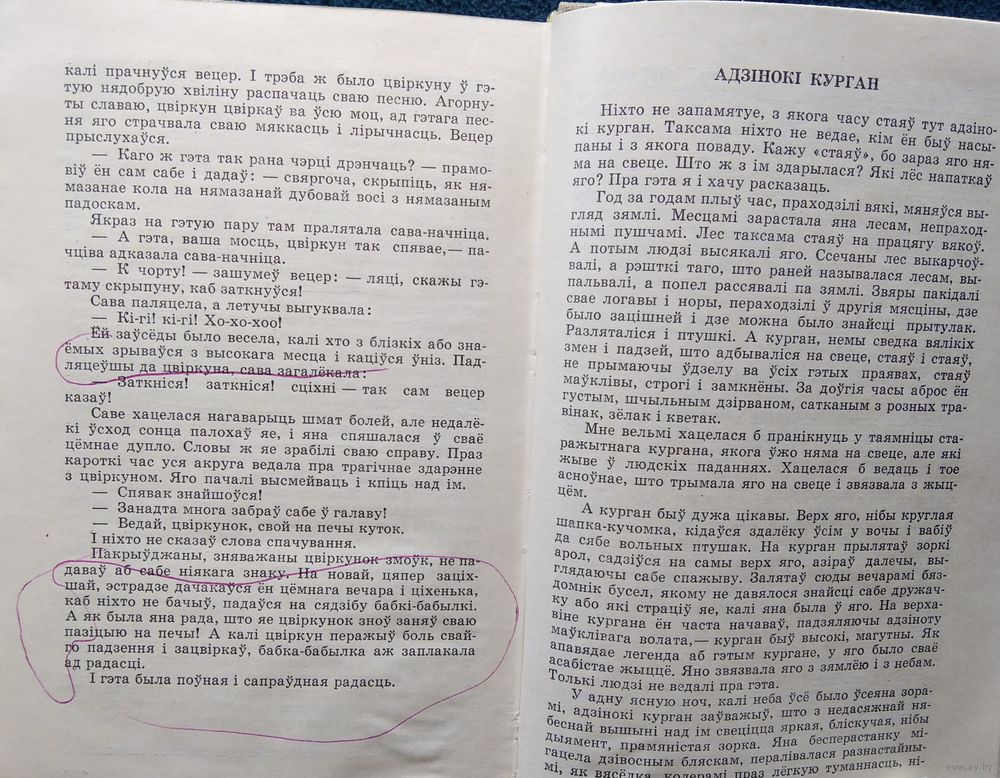 калі прачнуўся вецер. І трэба ж было цвіркуну ў гэ-
тую нядобрую хвіліну распачаць сваю песню. Агорну-
ты славаю, цвіркун цвіркаў ва ўсю моц, ад гэтага пес-
ня яго страчвала сваю мяккасць і лірычнасць. Вецер
прыслухаўся.
— Каго ж гэта так рана чэрці дрэнчаць? — прамо-
віў ён сам сабе і дадаў: — свяргоча, скрыпіць, як ня-
мазанае кола на нямазанай дубовай восі з нямазаным
падоскам.
Якраз на гэтую пару там пралятала сава-начніца.
— А гэта, ваша мосць, цвіркун так спявае,— па-
чціва адказала сава-начніца.
— К чорту! — зашумеў вецер: — ляці, скажы гэ-
таму скрыпуну, каб заткнуўся!
Сава паляцела, а летучы выгуквала:
— Кі-гі! кі-гі! Хо-хо-хоо!
Ёй заўсёды было весела, калі хто з блізкіх або зна-
ёмых зрываўся з высокага месца і каціўся ўніз. Пад-
ляцеўшы да цвіркуна, сава загалёкала:
— Заткніся! заткніся! сціхні — так сам вецер
казаў!
Саве хацелася нагаварыць шмат болей, але недалё-
кі ўсход сонца палохаў яе, і яна спяшалася ў сваё
цёмнае дупло. Словы ж яе зрабілі сваю справу. Праз
кароткі час уся акруга ведала пра трагічнае здарэнне
з цвіркуном. Яго пачалі высмейваць і кпіць над ім.
— Спявак знайшоўся!
— Занадта многа забраў сабе ў галаву!
— Ведай, цвіркунок, свой на печы куток.
І ніхто не сказаў слова спачування.
Пакрыўджаны, зняважаны цвіркунок змоўк, не па-
даваў аб сабе ніякага знаку. На новай, цяпер заціх-
шай, эстрадзе дачакаўся ён цёмнага вечара і ціхенька,
каб ніхто не бачыў, падаўся на сядзібу бабкі-бабылкі.
А як была яна рада, што яе цвіркунок зноў заняў сваю
пазіцыю на печы! А калі цвіркун перажыў боль свай-
го падзення і зацвіркаў, бабка-бабылка аж заплакала
ад радасці.
І гэта была поўная і сапраўдная радасць.
АДЗІНОКІ КУРГАН
Ніхто не запамятуе, з якога часу стаяў тут адзіно-
кі курган. Таксама ніхто не ведае, кім ён быў насы-
паны і з якога поваду. Кажу «стаяў», бо зараз яго ня-
ма на свеце. Што ж з ім здарылася? Які лёс напаткаў
яго? Пра гэта я і хачу расказаць.
Год за годам плыў час, праходзілі вякі, мяняўся вы-
гляд зямлі. Месцамі зарастала яна лесам, непраход-
нымі пушчамі. Лес таксама стаяў на працягу вякоў.
А потым людзі высякалі яго. Ссечаны лес выкарчоў-
валі, а рэшткі таго, што раней называлася лесам, вы-
пальвалі, а попел рассявалі па зямлі. Звяры пакідалі
свае логавы і норы, пераходзілі ў другія мясціны, дзе
было зацішней і дзе можна было знайсці прытулак.
Разляталіся і птушкі. А курган, немы сведка вялікіх
змен і падзей, што адбываліся на свеце, стаяў і стаяў,
не прымаючы ўдзелу ва ўсіх гэтых праявах, стаяў
маўклівы, строгі і замкнёны. За доўгія часы аброс ён
густым, шчыльным дзірваном, сатканым з розных тра-
вінак, зёлак і кветак.
Мне вельмі хацелася б пранікнуць у таямніцы ста-
ражытнага кургана, якога ўжо няма на свеце, але які
жыве ў людскіх паданнях. Хацелася б ведаць і тое
асноўнае, што трымала яго на свеце і звязвала з жыц-
цём.
А курган быў дужа цікавы. Верх яго, нібы круглая
шапка-кучомка, кідаўся здалёку ўсім у вочы і вабіў
да сябе вольных птушак. На курган прылятаў зоркі
арол, садзіўся на самы верх яго, азіраў далечы, вы-
глядаючы сабе спажыву. Залятаў сюды вечарамі бяз-
домнік бусел, якому не давялося знайсці сабе дружач-
ку або які страціў яе, калі яна была ў яго. На верха-
віне кургана ён часта начаваў, падзяляючы адзіноту
маўклівага волата,— курган быў высокі, магутны. Як
апавядае легенда аб гэтым кургане, у яго было сваё
асабістае жыццё. Яно звязвала яго з зямлёю і з небам.
Толькі людзі не ведалі пра гэта.
У адну ясную ноч, калі неба ўсё было ўсеяна зора-
мі, адзінокі курган заўважыў, што з недасяжнай ня-
беснай вышыні над ім свеціцца яркая, бліскучая, нібы
дыямент, прамяністая зорка. Яна бесперастанку мі-
гацела дзівосным бляскам,ералівалася разнастайны-
мі, як вясёлка, колерамі праз лёгкую туманнасць, ні-
www.ay.by